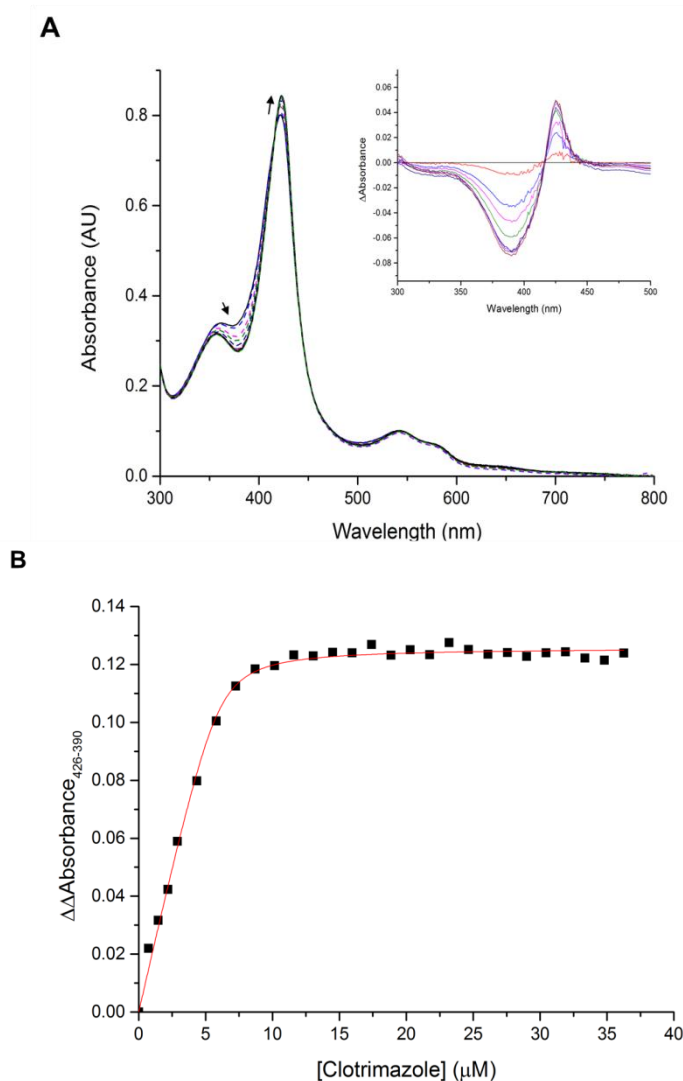 A
Absorbance (AU)
0.8
0.6
0.4
0.2
0.0
300 400 500 600 700 800
Wavelength (nm)
ΔAbsorbance
0.06
0.04
0.02
0.00
-0.02
-0.04
-0.06
-0.08
300 350 400 450 500
Wavelength (nm)
B
ΔΔAbsorbance426-390
0.14
0.12
0.10
0.08
0.06
0.04
0.02
0.00
0 5 10 15 20 25 30 35 40
[Clotrimazole] (μM)